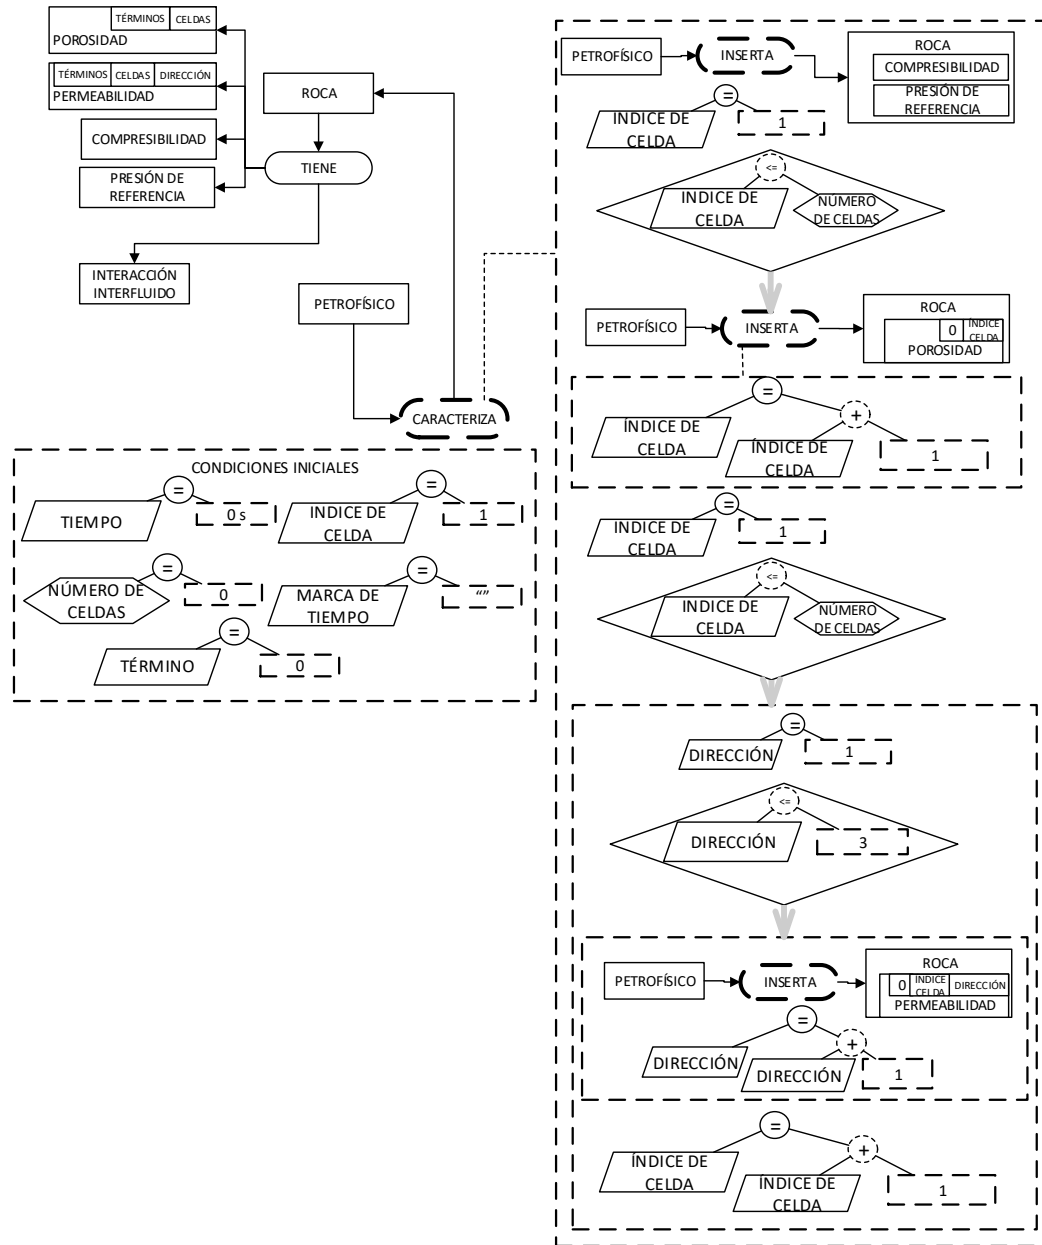 TÉRMINOS CELDAS
POROSIDAD
TÉRMINOS CELDAS DIRECCIÓN
PERMEABILIDAD
COMPRESIBILIDAD
PRESIÓN DE
REFERENCIA
ROCA
TIENE
INTERACCIÓN
INTERFLUIDO
PETROFÍSICO
CARACTERIZA
CONDICIONES INICIALES
=
TIEMPO
0 s
=
INDICE DE
CELDA
1
=
NÚMERO DE
CELDAS
0
=
MARCA DE
TIEMPO
“”
=
TÉRMINO
0
PETROFÍSICO
INSERTA
ROCA
COMPRESIBILIDAD
PRESIÓN DE
REFERENCIA
=
INDICE DE
CELDA
1
<=
INDICE DE
CELDA
NÚMERO
DE CELDAS
PETROFÍSICO
INSERTA
ROCA
0 ÍNDICE
CELDA
POROSIDAD
=
ÍNDICE DE
CELDA
+
ÍNDICE DE
CELDA
1
=
INDICE DE
CELDA
1
<=
INDICE DE
CELDA
NÚMERO
DE CELDAS
=
DIRECCIÓN
1
<=
DIRECCIÓN
3
PETROFÍSICO
INSERTA
ROCA
0 ÍNDICE
CELDA DIRECCIÓN
PERMEABILIDAD
=
DIRECCIÓN
+
DIRECCIÓN
1
=
ÍNDICE DE
CELDA
+
ÍNDICE DE
CELDA
1